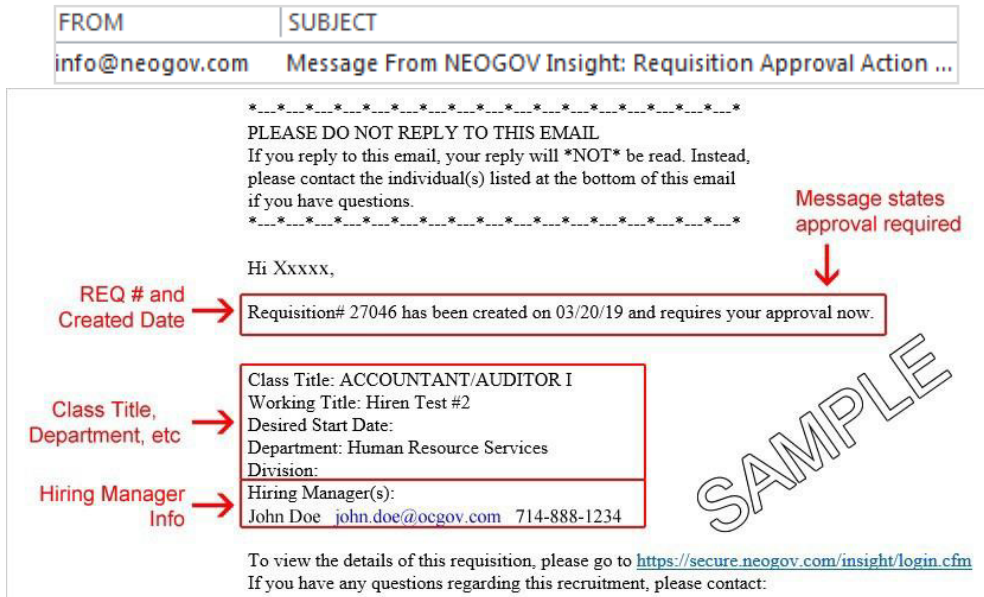 FROM SUBJECT
info@neogov.com Message From NEOGOV Insight: Requisition Approval Action ...
*---*---*---*---*---*---*---*---*---*---*---*---*---*
PLEASE DO NOT REPLY TO THIS EMAIL
If you reply to this email, your reply will *NOT* be read. Instead,
please contact the individual(s) listed at the bottom of this email
if you have questions.
*---*---*---*---*---*---*---*---*---*---*---*---*---*
Message states
approval required
Hi Xxxxx,
REQ # and
Created Date
Requisition# 27046 has been created on 03/20/19 and requires your approval now.
Class Title,
Department, etc
Class Title: ACCOUNTANT/AUDITOR I
Working Title: Hiren Test #2
Desired Start Date:
Department: Human Resource Services
Division:
SAMPLE
Hiring Manager
Info
Hiring Manager(s):
John Doe john.doe@ocgov.com 714-888-1234
To view the details of this requisition, please go to https://secure.neogov.com/insight/login.cfm
If you have any questions regarding this recruitment, please contact: